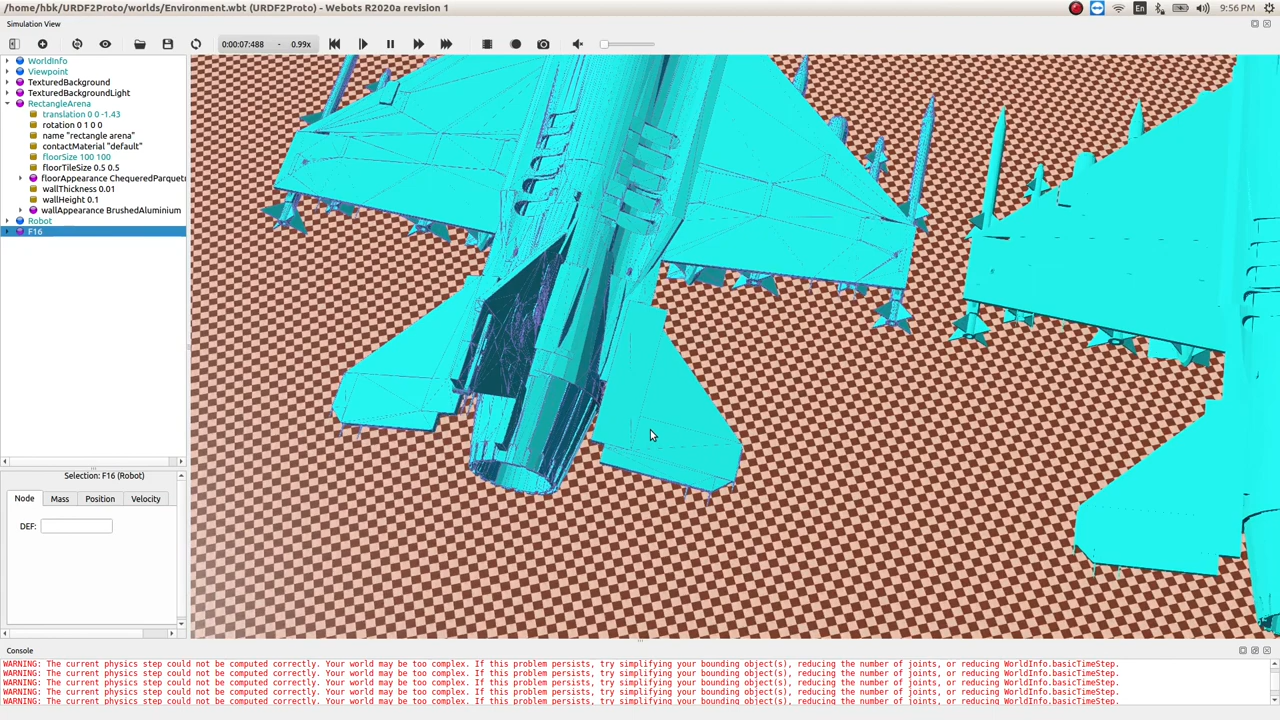 /home/hbk/URDF2Proto/worlds/Environment.wbt (URDF2Proto) - Webots R2020a revision 1
En
9:56 PM
Simulation View
0:00:07:488 - 0.99x
WorldInfo
Viewpoint
TexturedBackground
TexturedBackgroundLight
RectangleArena
translation 0 0 -1.43
rotation 0 1 0 0
name "rectangle arena"
contactMaterial "default"
floorSize 100 100
floorTileSize 0.5 0.5
floorAppearance ChequeredParquetr
wallThickness 0.01
wallHeight 0.1
wallAppearance BrushedAluminium
Robot
F16
Selection: F16 (Robot)
Node Mass Position Velocity
DEF:
Console
WARNING: The current physics step could not be computed correctly. Your world may be too complex. If this problem persists, try simplifying your bounding object(s), reducing the number of joints, or reducing WorldInfo.basicTimeStep.
WARNING: The current physics step could not be computed correctly. Your world may be too complex. If this problem persists, try simplifying your bounding object(s), reducing the number of joints, or reducing WorldInfo.basicTimeStep.
WARNING: The current physics step could not be computed correctly. Your world may be too complex. If this problem persists, try simplifying your bounding object(s), reducing the number of joints, or reducing WorldInfo.basicTimeStep.
WARNING: The current physics step could not be computed correctly. Your world may be too complex. If this problem persists, try simplifying your bounding object(s), reducing the number of joints, or reducing WorldInfo.basicTimeStep.
WARNING: The current physics step could not be computed correctly. Your world may be too complex. If this problem persists, try simplifying your bounding object(s), reducing the number of joints, or reducing WorldInfo.basicTimeStep.